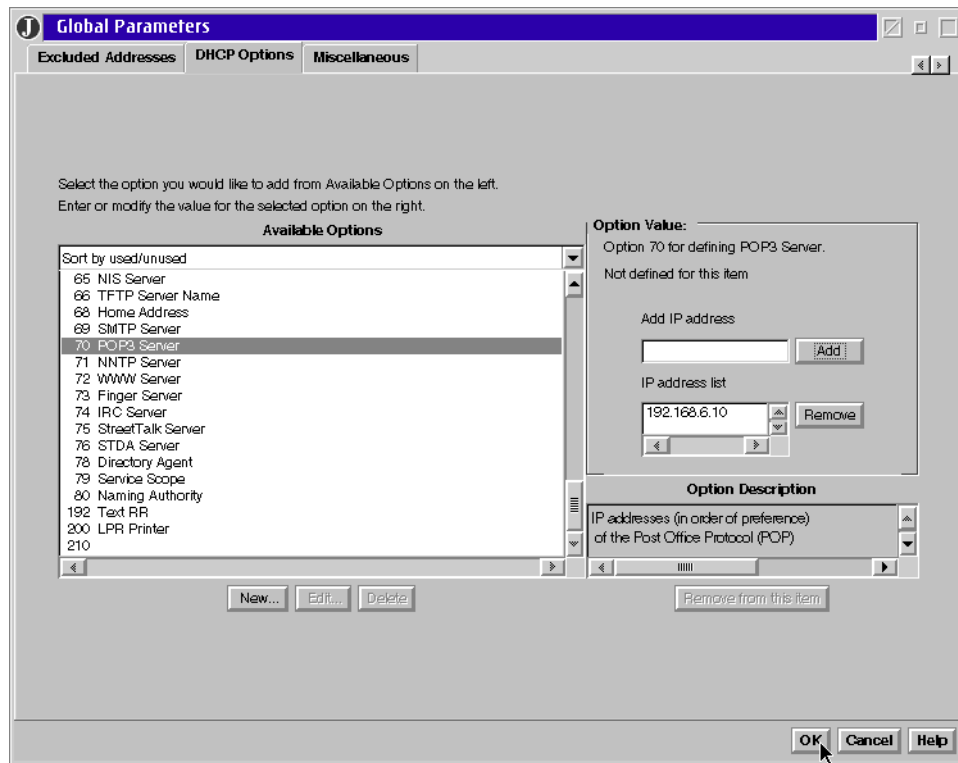 J Global Parameters
Excluded Addresses DHCP Options Miscellaneous
Select the option you would like to add from Available Options on the left.
Enter or modify the value for the selected option on the right.
Available Options
Sort by used/unused
65 NIS Server
66 TFTP Server Name
68 Home Address
69 SMTP Server
70 POP3 Server
71 NNTP Server
72 WWW Server
73 Finger Server
74 IRC Server
75 StreetTalk Server
76 STDA Server
78 Directory Agent
79 Service Scope
80 Naming Authority
192 Text RR
200 LPR Printer
210
New... Edit... Delete
Option Value:
Option 70 for defining POP3 Server.
Not defined for this item
Add IP address
Add
IP address list
192.168.6.10
Remove
Option Description
IP addresses (in order of preference)
of the Post Office Protocol (POP)
Remove from this item
OK Cancel Help